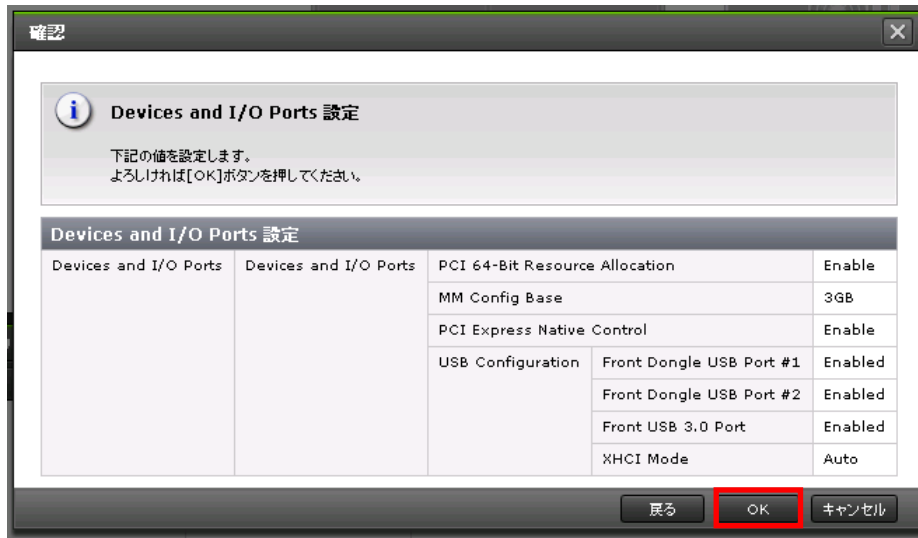 確認
Devices and I/O Ports 設定
下記の値を設定します。
よろしければ[OK]ボタンを押してください。
Devices and I/O Ports 設定
Devices and I/O Ports Devices and I/O Ports PCI 64-Bit Resource Allocation Enable
MM Config Base 3GB
PCI Express Native Control Enable
USB Configuration Front Dongle USB Port #1 Enabled
Front Dongle USB Port #2 Enabled
Front USB 3.0 Port Enabled
XHCI Mode Auto
戻る OK キャンセル